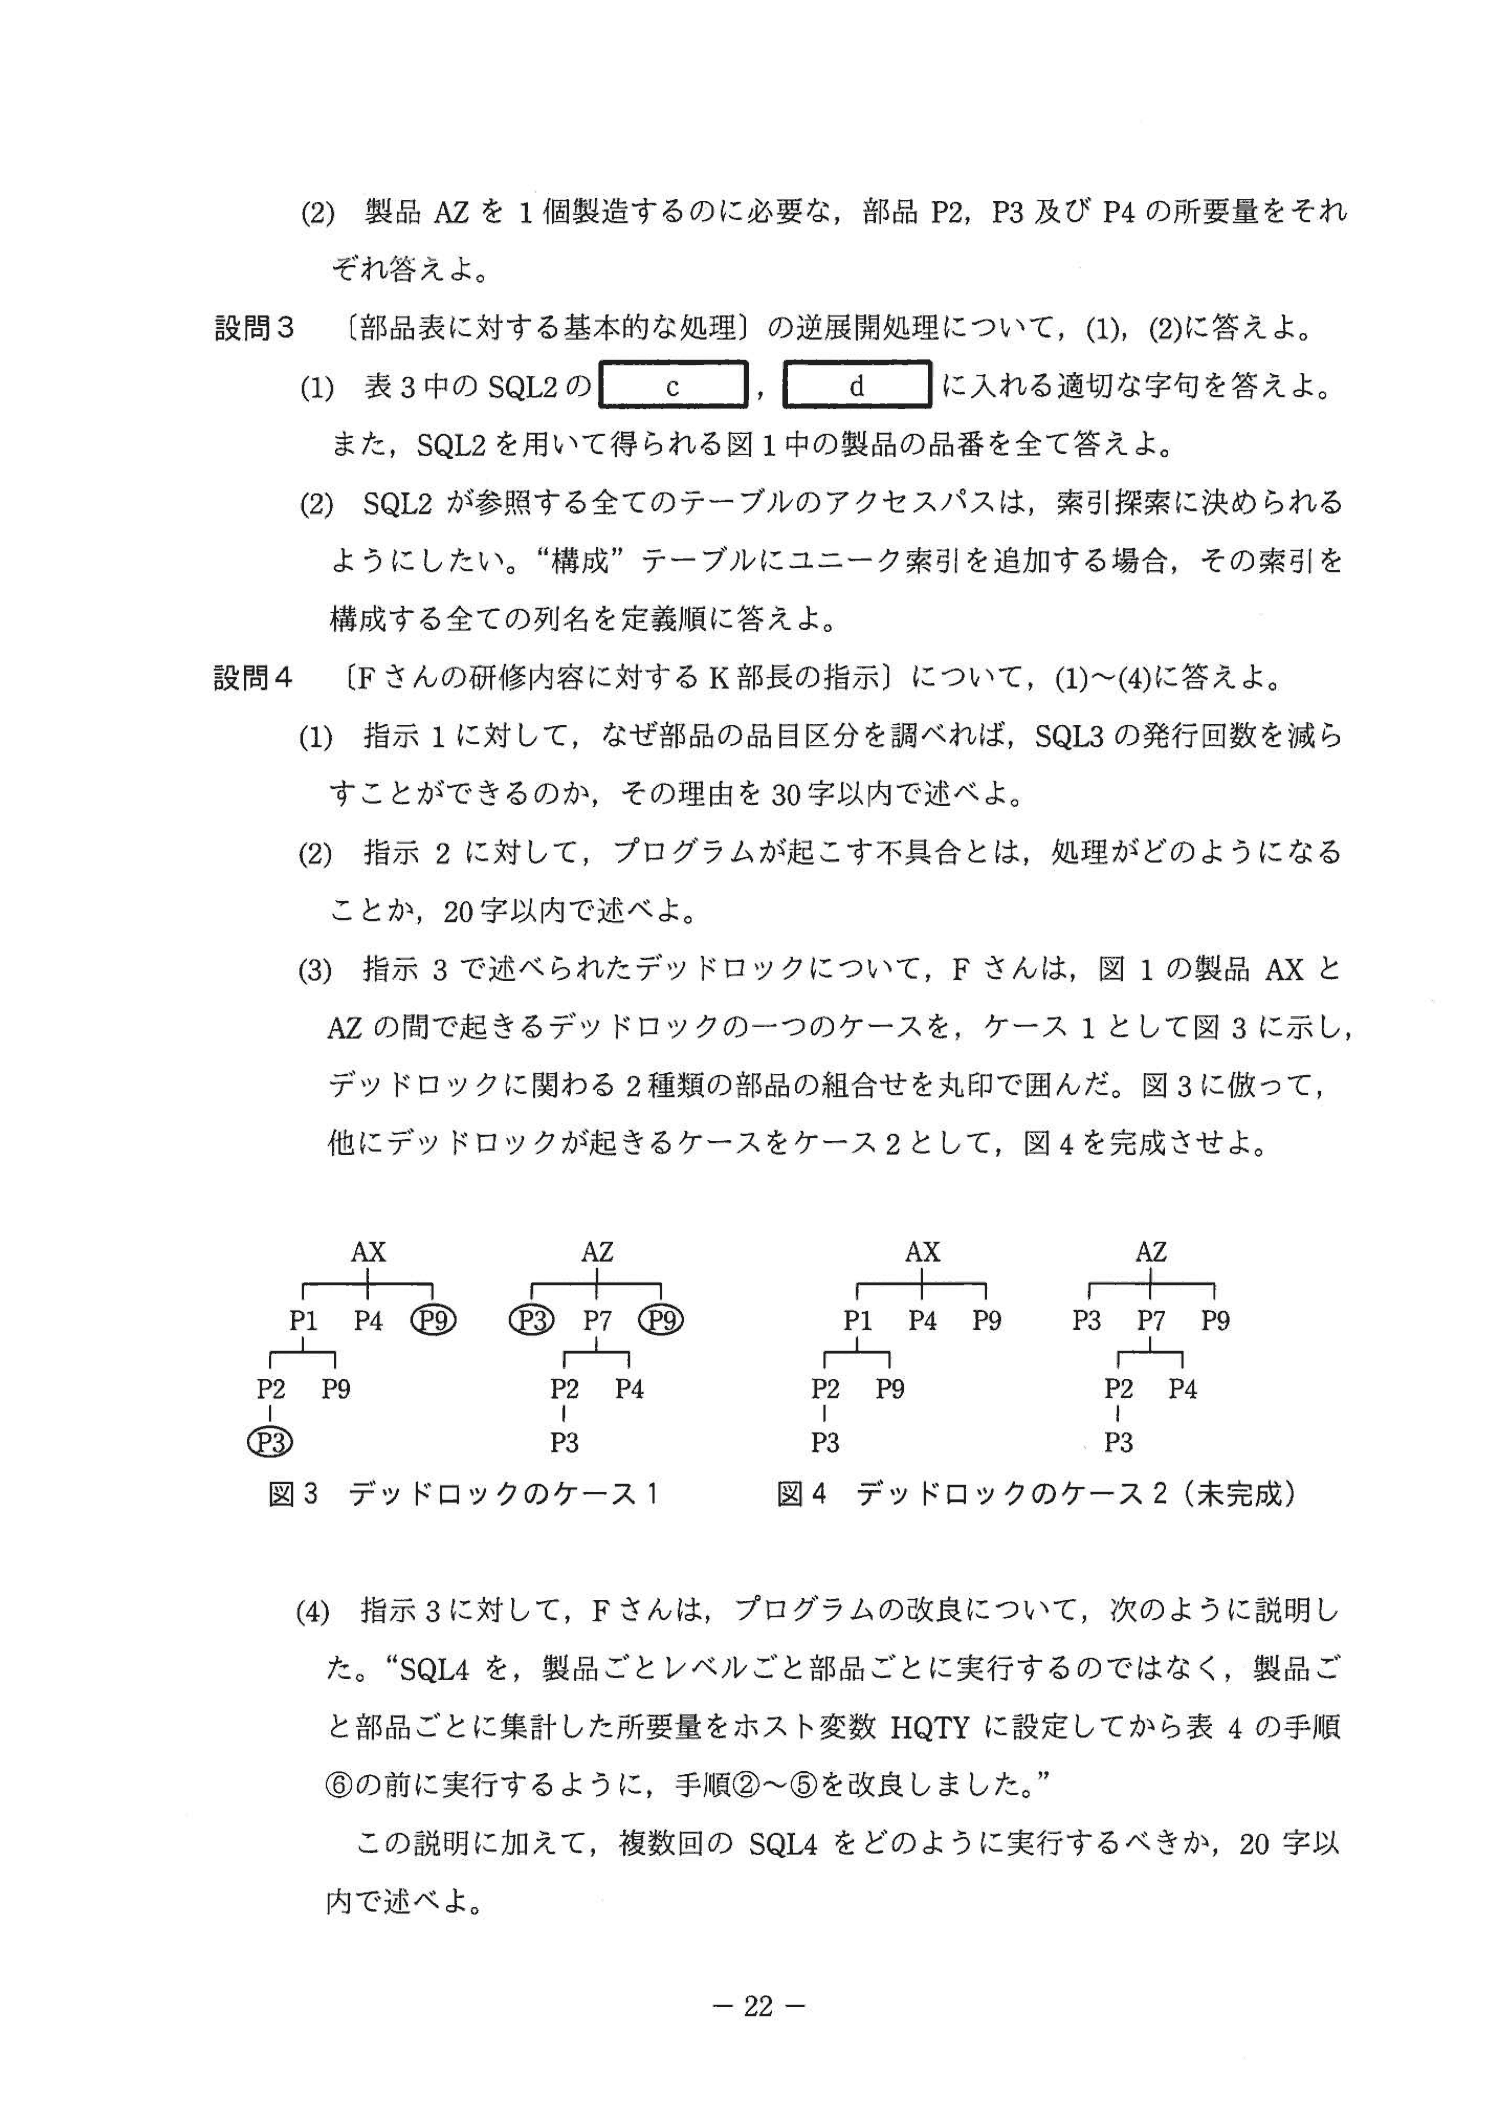 (2) 製品 AZ を 1 個製造するのに必要な，部品 P2，P3 及び P4 の所要量をそれ
ぞれ答えよ。
設問3 〔部品表に対する基本的な処理〕の逆展開処理について，(1)，(2)に答えよ。
(1) 表 3 中の SQL2 の c ， d に入れる適切な字句を答えよ。
また，SQL2 を用いて得られる図 1 中の製品の品番を全て答えよ。
(2) SQL2 が参照する全てのテーブルのアクセスパスは，索引探索に決められる
ようにしたい。“構成” テーブルにユニーク索引を追加する場合，その索引を
構成する全ての列名を定義順に答えよ。
設問4 〔F さんの研修内容に対する K 部長の指示〕について，(1)～(4)に答えよ。
(1) 指示 1 に対して，なぜ部品の品目区分を調べれば，SQL3 の発行回数を減ら
すことができるのか，その理由を 30 字以内で述べよ。
(2) 指示 2 に対して，プログラムが起こす不具合とは，処理がどのようになる
ことか，20 字以内で述べよ。
(3) 指示 3 で述べられたデッドロックについて，F さんは，図 1 の製品 AX と
AZ の間で起きるデッドロックの一つのケースを，ケース 1 として図 3 に示し，
デッドロックに関わる 2 種類の部品の組合せを丸印で囲んだ。図 3 に倣って，
他にデッドロックが起きるケースをケース 2 として，図 4 を完成させよ。
AX AZ AX AZ
P1 P4 P9 P3 P7 P9 P1 P4 P9 P3 P7 P9
P2 P9 P2 P4 P2 P9 P2 P4
P3 P3 P3 P3
図 3 デッドロックのケース 1 図 4 デッドロックのケース 2（未完成）
(4) 指示 3 に対して，F さんは，プログラムの改良について，次のように説明し
た。“SQL4 を，製品ごとレベルごと部品ごとに実行するのではなく，製品ご
と部品ごとに集計した所要量をホスト変数 HQTY に設定してから表 4 の手順
⑥の前に実行するように，手順②～⑤を改良しました。”
この説明に加えて，複数回の SQL4 をどのように実行するべきか，20 字以
内で述べよ。
－ 22 －